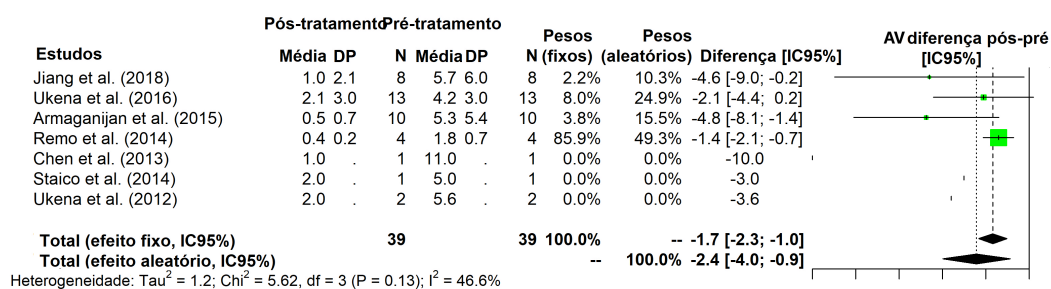 Pós-tratamento Pré-tratamento
Estudos Média DP N Média DP N Pesos (fixos) Pesos (aleatórios) Diferença [IC95%] AV diferença pós-pré [IC95%]
Jiang et al. (2018) 1.0 2.1 8 5.7 6.0 8 2.2% 10.3% -4.6 [-9.0; -0.2]
Ukena et al. (2016) 2.1 3.0 13 4.2 3.0 13 8.0% 24.9% -2.1 [-4.4; 0.2]
Armaganijan et al. (2015) 0.5 0.7 10 5.3 5.4 10 3.8% 15.5% -4.8 [-8.1; -1.4]
Remo et al. (2014) 0.4 0.2 4 1.8 0.7 4 85.9% 49.3% -1.4 [-2.1; -0.7]
Chen et al. (2013) 1.0 . 1 11.0 . 1 0.0% 0.0% -10.0
Staico et al. (2014) 2.0 . 1 5.0 . 1 0.0% 0.0% -3.0
Ukena et al. (2012) 2.0 . 2 5.6 . 2 0.0% 0.0% -3.6
Total (efeito fixo, IC95%) 39 39 100.0% -- -1.7 [-2.3; -1.0]
Total (efeito aleatório, IC95%) -- 100.0% -2.4 [-4.0; -0.9]
Heterogeneidade: Tau² = 1.2; Chi² = 5.62, df = 3 (P = 0.13); I² = 46.6%